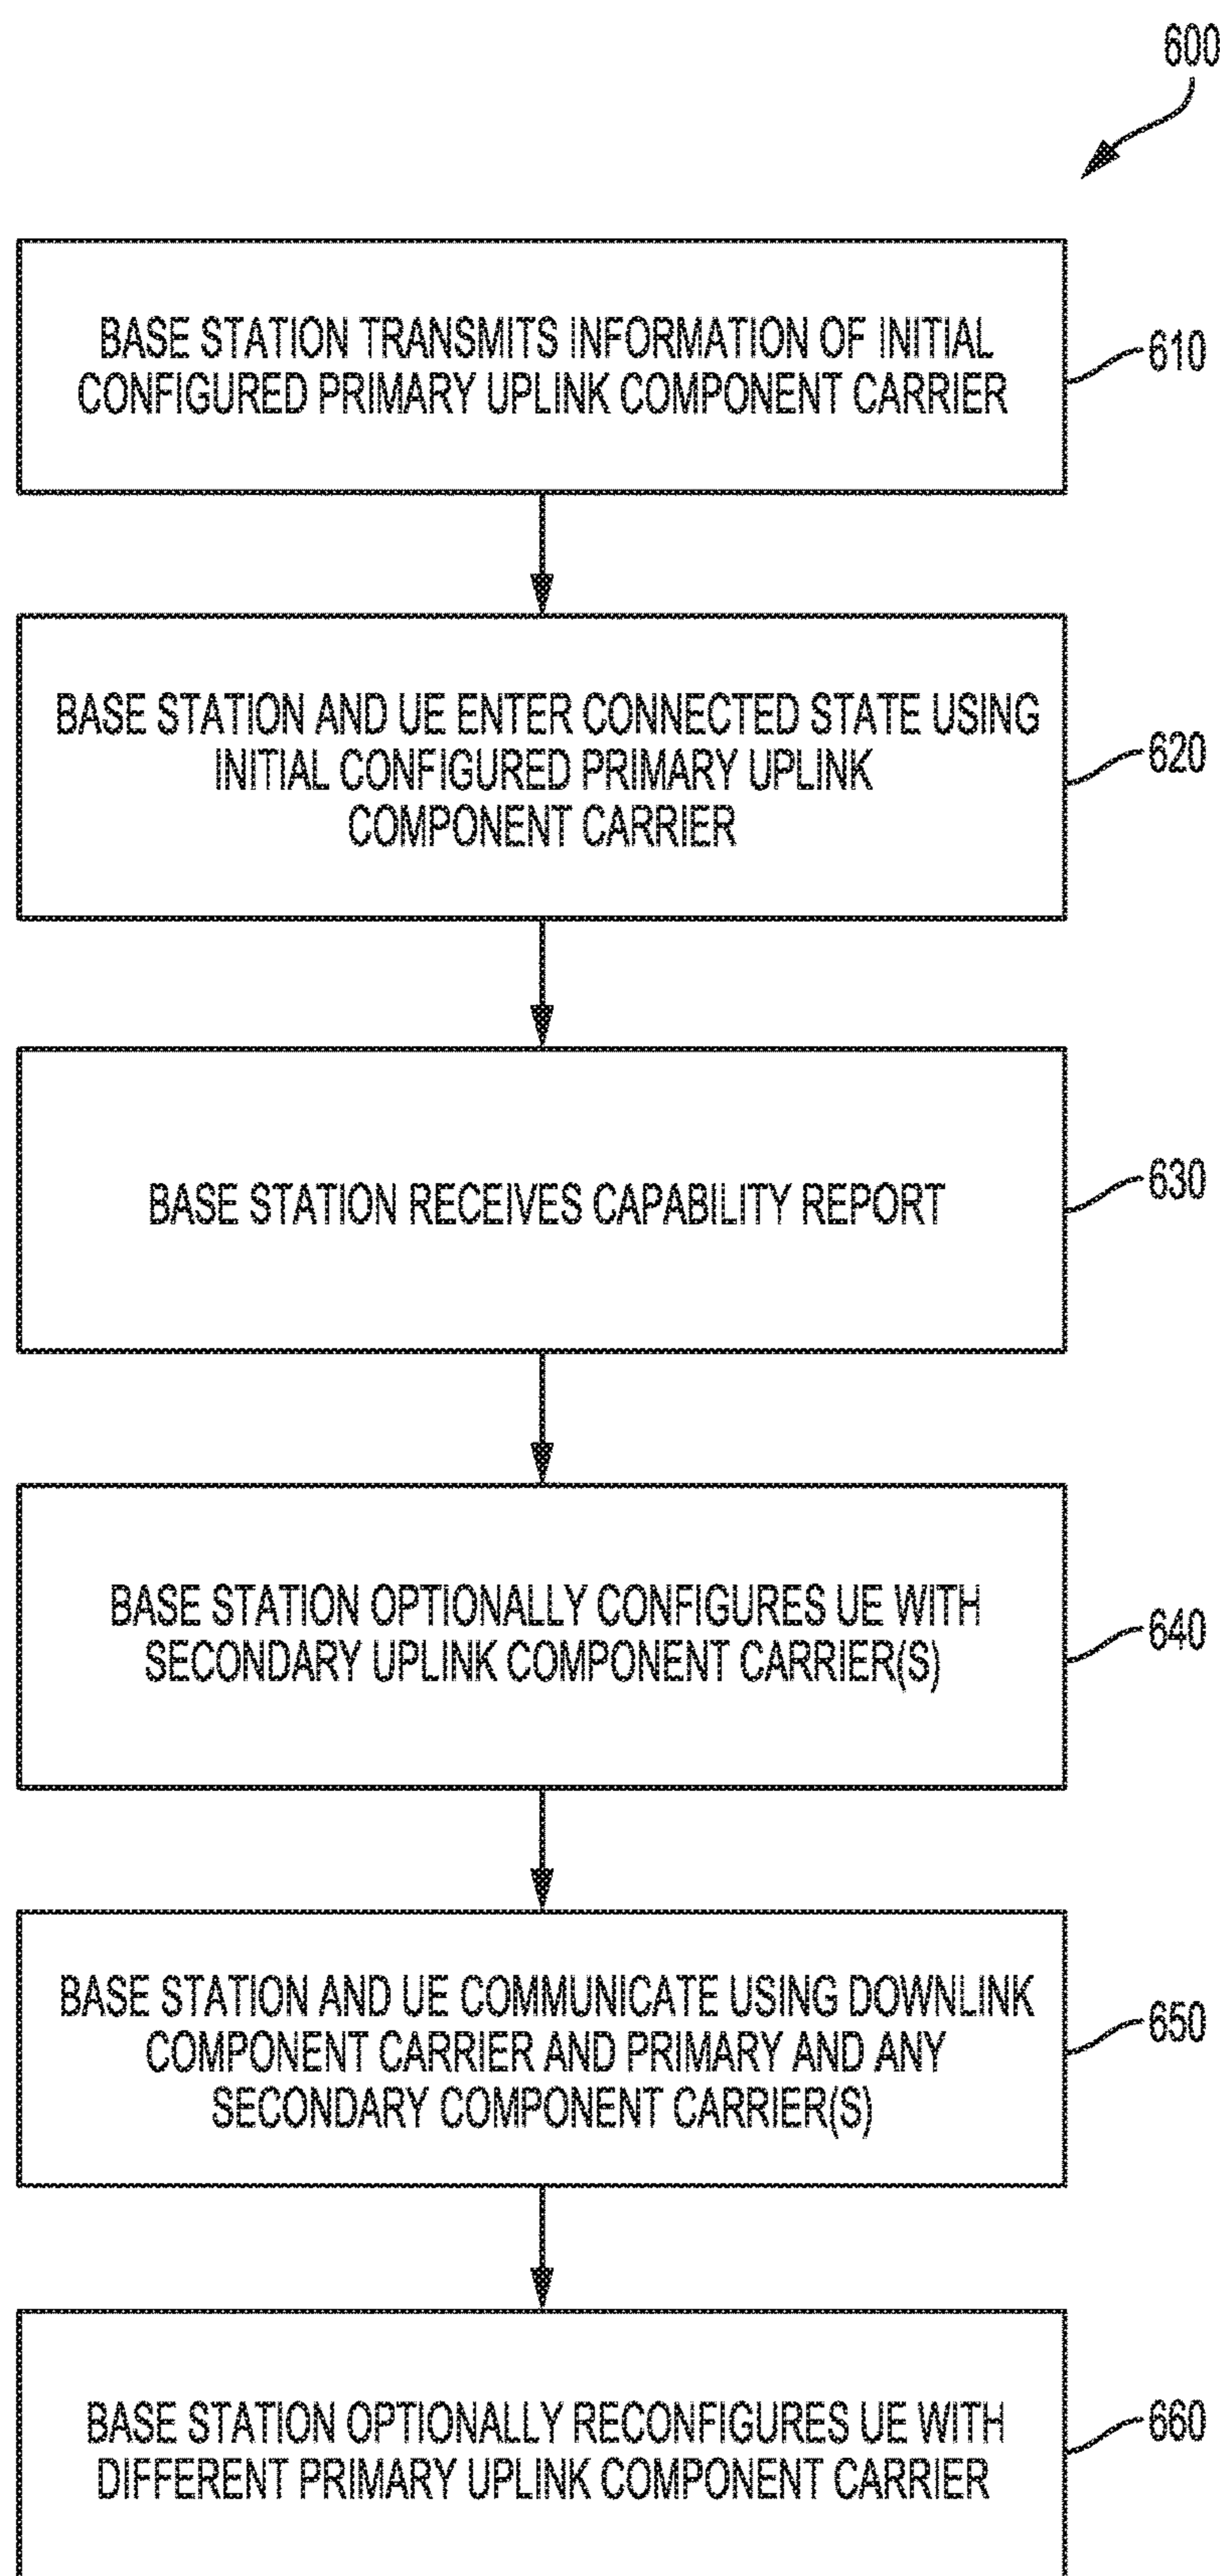 600
BASE STATION TRANSMITS INFORMATION OF INITIAL
CONFIGURED PRIMARY UPLINK COMPONENT CARRIER
610
BASE STATION AND UE ENTER CONNECTED STATE USING
INITIAL CONFIGURED PRIMARY UPLINK
COMPONENT CARRIER
620
BASE STATION RECEIVES CAPABILITY REPORT
630
BASE STATION OPTIONALLY CONFIGURES UE WITH
SECONDARY UPLINK COMPONENT CARRIER(S)
640
BASE STATION AND UE COMMUNICATE USING DOWNLINK
COMPONENT CARRIER AND PRIMARY AND ANY
SECONDARY COMPONENT CARRIER(S)
650
BASE STATION OPTIONALLY RECONFIGURES UE WITH
DIFFERENT PRIMARY UPLINK COMPONENT CARRIER
660